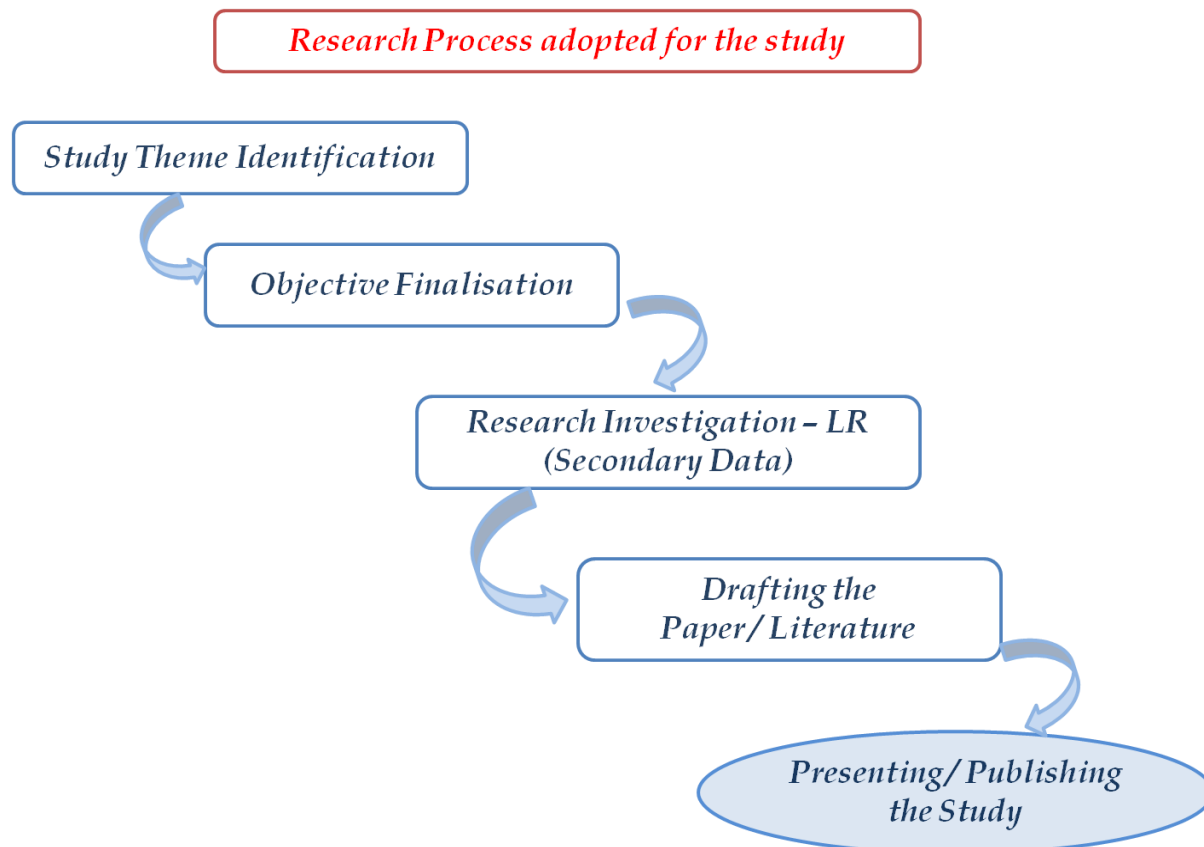 Research Process adopted for the study
Study Theme Identification
Objective Finalisation
Research Investigation – LR
(Secondary Data)
Drafting the
Paper/ Literature
Presenting/ Publishing
the Study